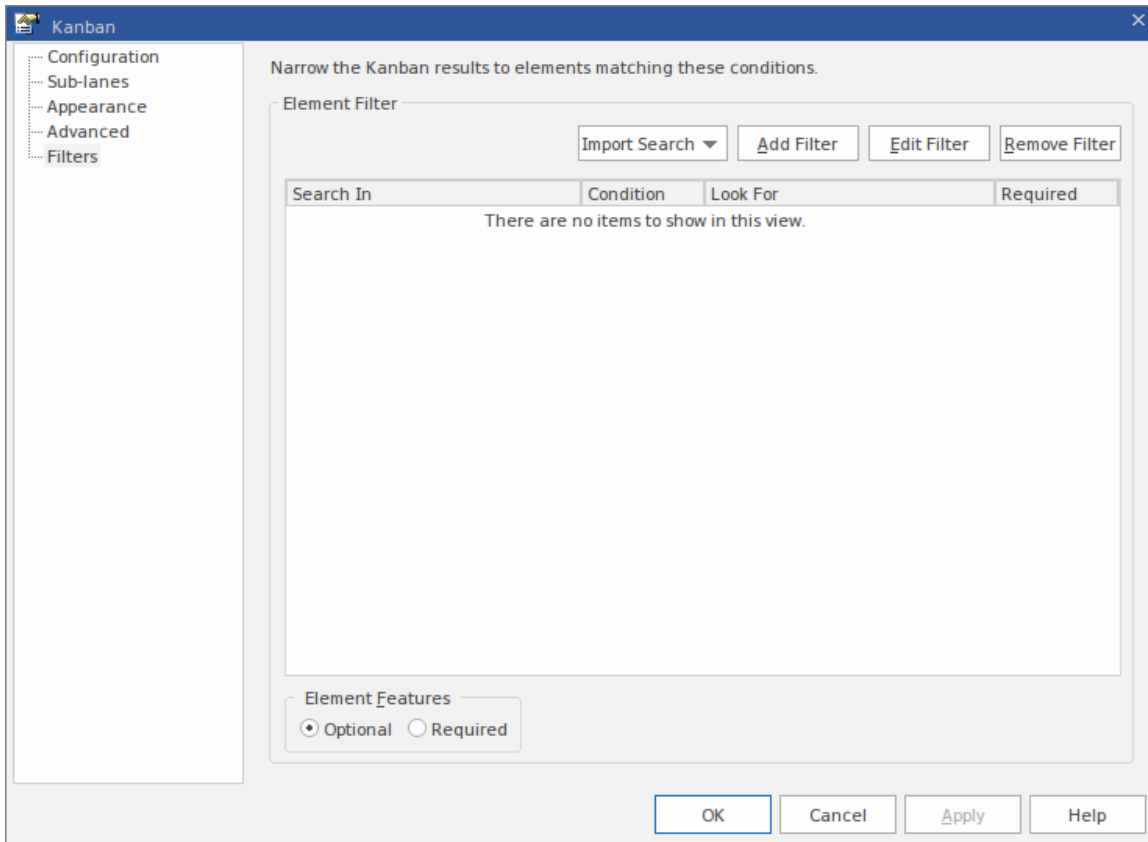 Kanban
Configuration
Sub-lanes
Appearance
Advanced
Filters
Narrow the Kanban results to elements matching these conditions.
Element Filter
Import Search Add Filter Edit Filter Remove Filter
Search In Condition Look For Required
There are no items to show in this view.
Element Features
Optional Required
OK Cancel Apply Help